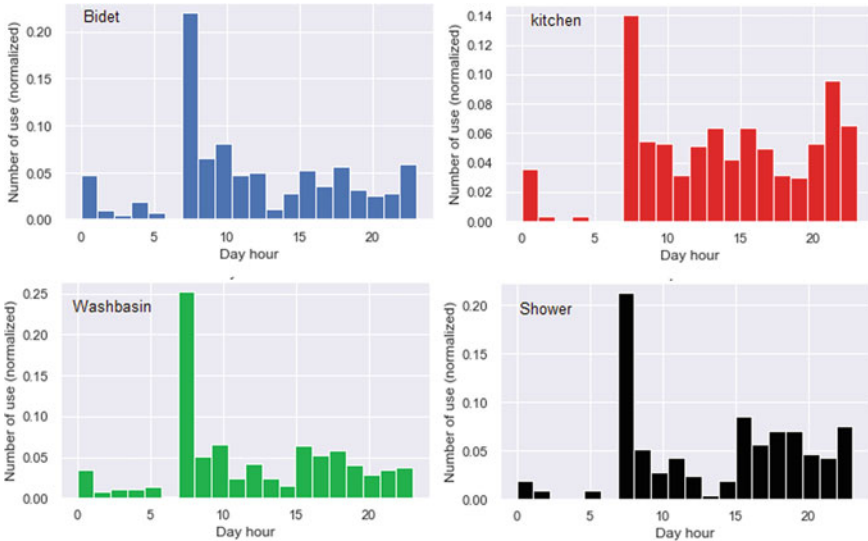 Bidet
Number of use (normalized)
0.20
0.15
0.10
0.05
0.00
0 5 10 15 20
Day hour
kitchen
Number of use (normalized)
0.14
0.12
0.10
0.08
0.06
0.04
0.02
0.00
0 5 10 15 20
Day hour
Washbasin
Number of use (normalized)
0.25
0.20
0.15
0.10
0.05
0.00
0 5 10 15 20
Day hour
Shower
Number of use (normalized)
0.20
0.15
0.10
0.05
0.00
0 5 10 15 20
Day hour